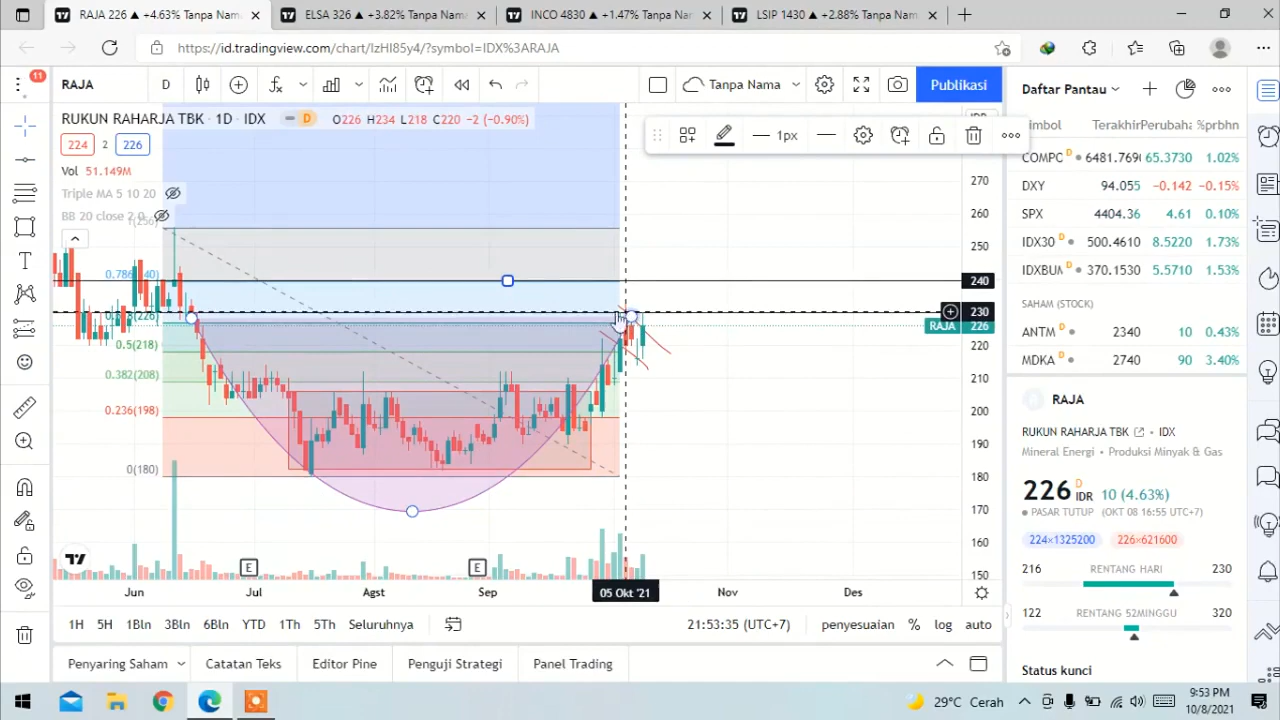 RAJA 226 ▲ +4.63% Tanpa Nam
ELSA 326 ▲ +3.82% Tanpa Nam
INCO 4830 ▲ +1.47% Tanpa Nam
LSIP 1430 ▲ +2.88% Tanpa Nam
https://id.tradingview.com/chart/lzHI85y4/?symbol=IDX%3ARAJA
11
RAJA
D
Tanpa Nama
Publikasi
Daftar Pantau
RUKUN RAHARJA TBK · 1D · IDX
D
O226 H234 L218 C220 −2 (−0.90%)
224 2 226
Vol 51.149M
Triple MA 5 10 20
BB 20 close 2 0
1px
imbol Terakhir Perubaha %prbhn
COMPC D 6481.769 65.3730 1.02%
DXY 94.055 −0.142 −0.15%
SPX 4404.36 4.61 0.10%
IDX30 D 500.4610 8.5220 1.73%
IDXBUM D 370.1530 5.5710 1.53%
SAHAM (STOCK)
ANTM D 2340 10 0.43%
MDKA D 2740 90 3.40%
270
260
250
240
230
RAJA 226
220
210
200
190
180
170
160
150
0.5(218)
0.382(208)
0.236(198)
0(180)
E
E
Jun
Jul
Agst
Sep
05 Okt '21
Nov
Des
RAJA
RUKUN RAHARJA TBK • IDX
Mineral Energi • Produksi Minyak & Gas
226 D IDR 10 (4.63%)
PASAR TUTUP (OKT 08 16:55 UTC+7)
224×1325200
226×621600
216 RENTANG HARI 230
122 RENTANG 52MINGGU 320
Status kunci
1H 5H 1Bln 3Bln 6Bln YTD 1Th 5Th Seluruhnya
21:53:35 (UTC+7)
penyesuaian % log auto
Penyaring Saham
Catatan Teks
Editor Pine
Penguji Strategi
Panel Trading
29°C Cerah
9:53 PM
10/8/2021